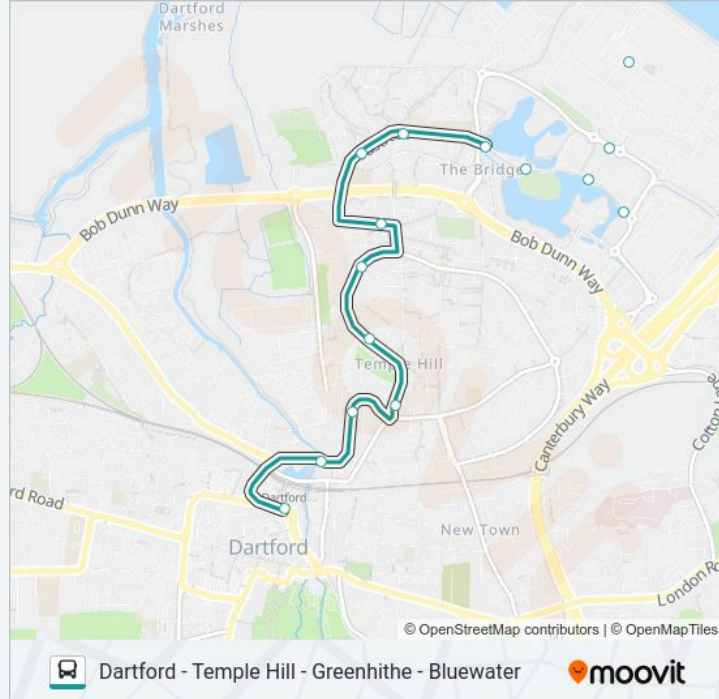 Dartford
Marshes
The Bridge
Bob Dunn Way
Bob Dunn Way
Temple Hill
Canterbury Way
rd Road
Dartford
New Town
Dartford
London Ro
© OpenStreetMap contributors | © OpenMapTiles
Dartford - Temple Hill - Greenhithe - Bluewater
moovit